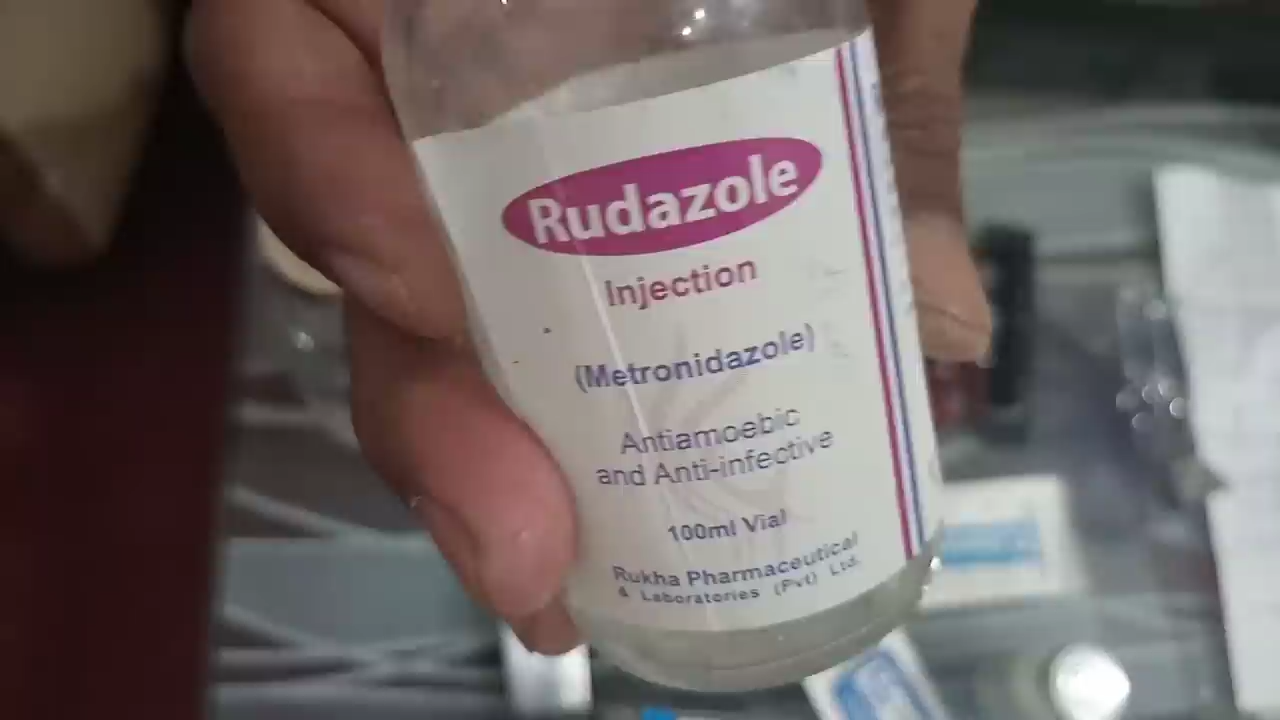 Rudazole
Injection
(Metronidazole)
Antiamoebic
and Anti-infective
100ml Vial
Rukha Pharmaceutical
& Laboratories (Pvt) Ltd.